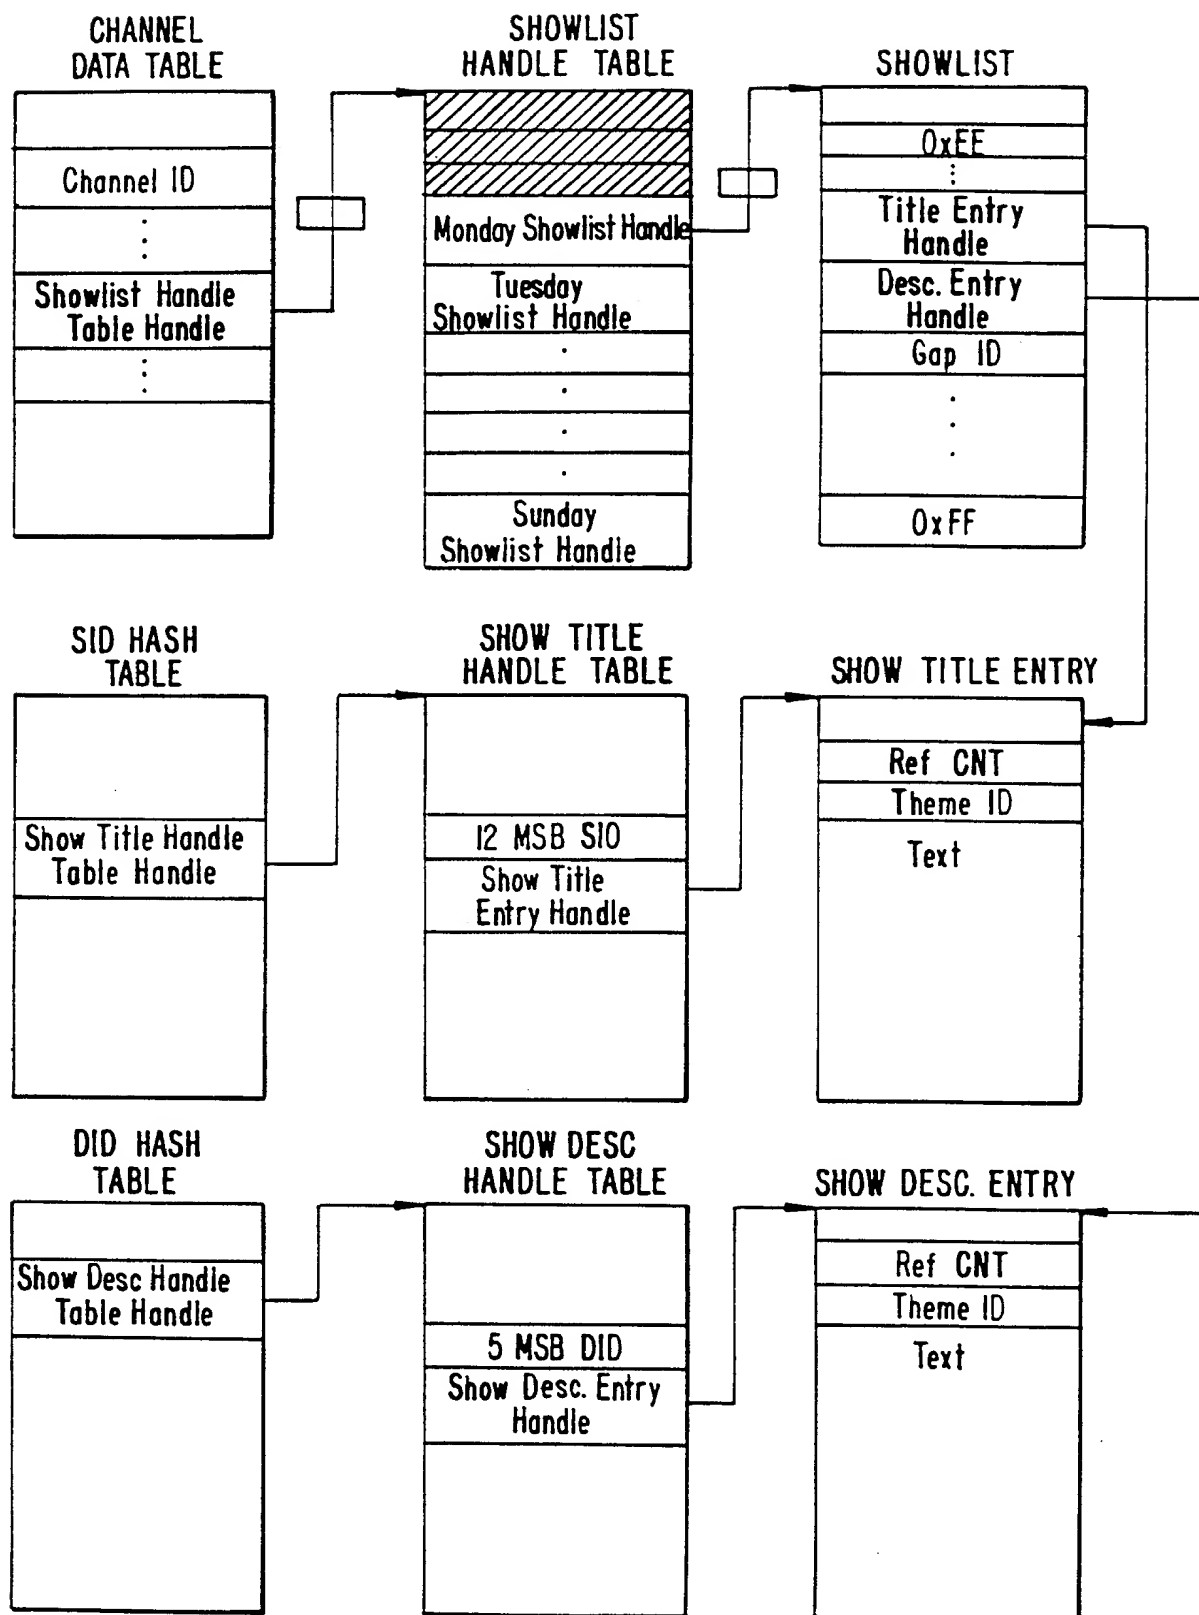 CHANNEL
DATA TABLE
Channel ID
Showlist Handle
Table Handle
SHOWLIST
HANDLE TABLE
Monday Showlist Handle
Tuesday
Showlist Handle
Sunday
Showlist Handle
SHOWLIST
0xEE
Title Entry
Handle
Desc. Entry
Handle
Gap ID
0xFF
SID HASH
TABLE
Show Title Handle
Table Handle
SHOW TITLE
HANDLE TABLE
12 MSB SIO
Show Title
Entry Handle
SHOW TITLE ENTRY
Ref CNT
Theme ID
Text
DID HASH
TABLE
Show Desc Handle
Table Handle
SHOW DESC
HANDLE TABLE
5 MSB DID
Show Desc. Entry
Handle
SHOW DESC. ENTRY
Ref CNT
Theme ID
Text